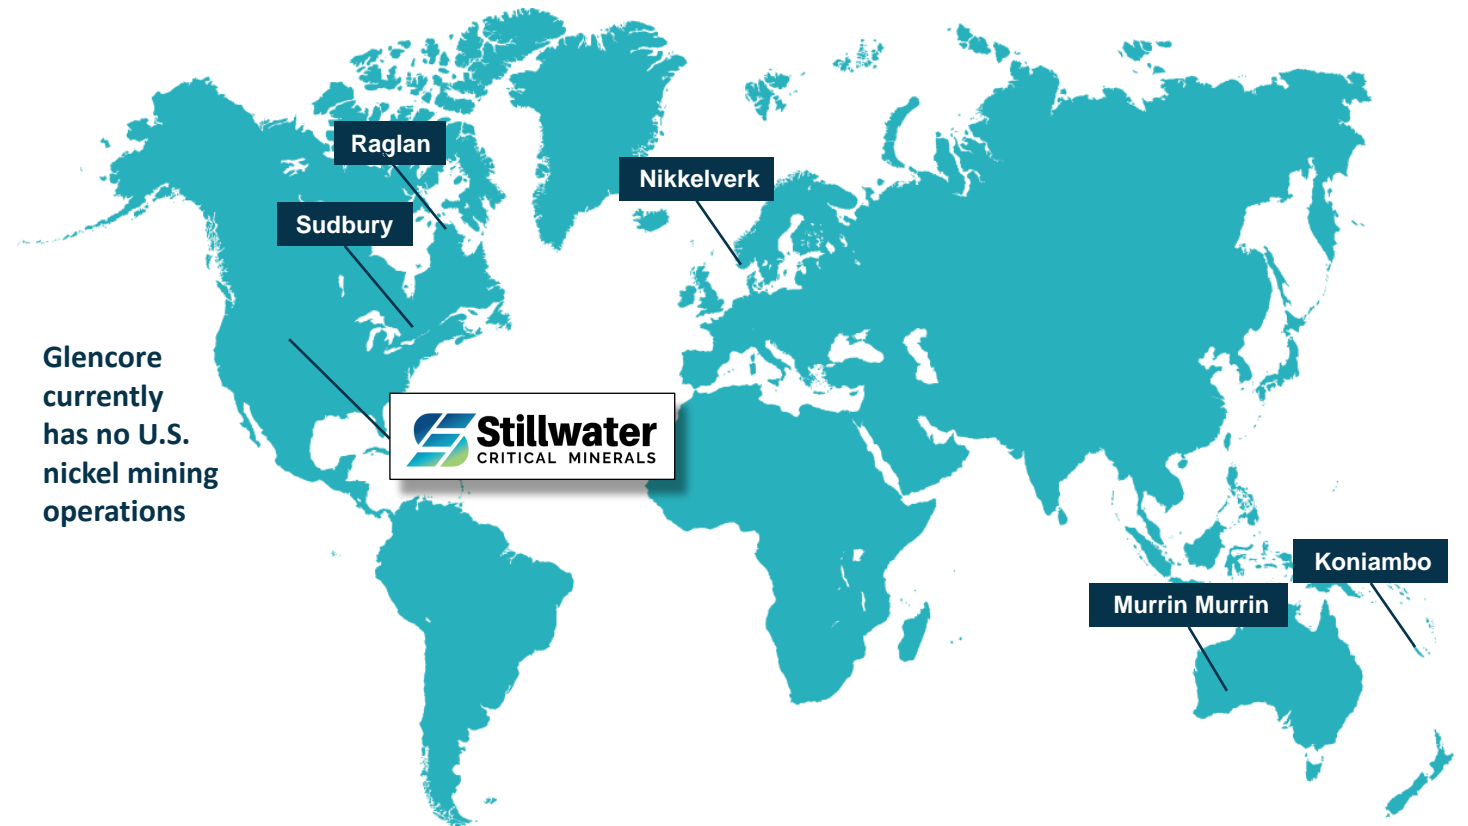 Raglan
Nikkelverk
Sudbury
Glencore
currently
has no U.S.
nickel mining
operations
Stillwater
CRITICAL MINERALS
Koniambo
Murrin Murrin